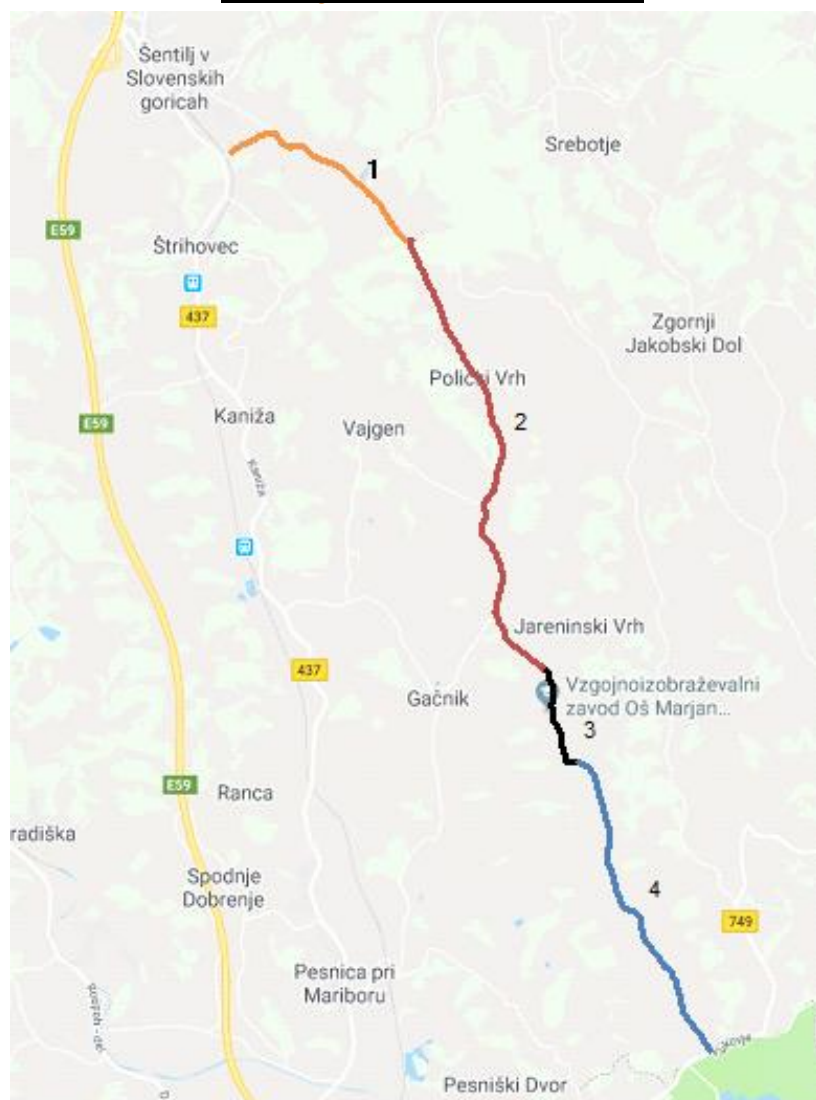 Šentilj v
Slovenskih
goricah
1
Srebotje
E59
Štrihovec
437
Zgornji
Jakobski Dol
Polički Vrh
E59
Kaniža
Vajgen
2
Kaniža
Jareninski Vrh
437
Gačnik
Vzgojnoizobraževalni
zavod Oš Marjan...
3
E59
Ranca
radiška
Spodnje
Dobrenje
4
749
Pesnica pri
Mariboru
Pesniški Dvor